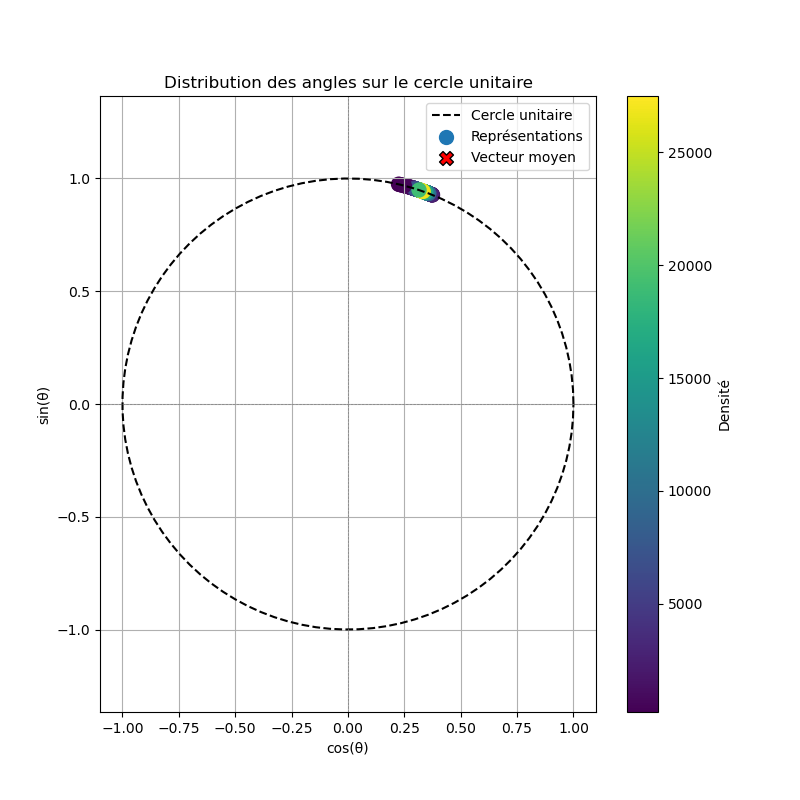 Distribution des angles sur le cercle unitaire
Cercle unitaire
Représentations
Vecteur moyen
1.0
0.5
0.0
−0.5
−1.0
sin(θ)
−1.00
−0.75
−0.50
−0.25
0.00
0.25
0.50
0.75
1.00
cos(θ)
25000
20000
15000
10000
5000
Densité